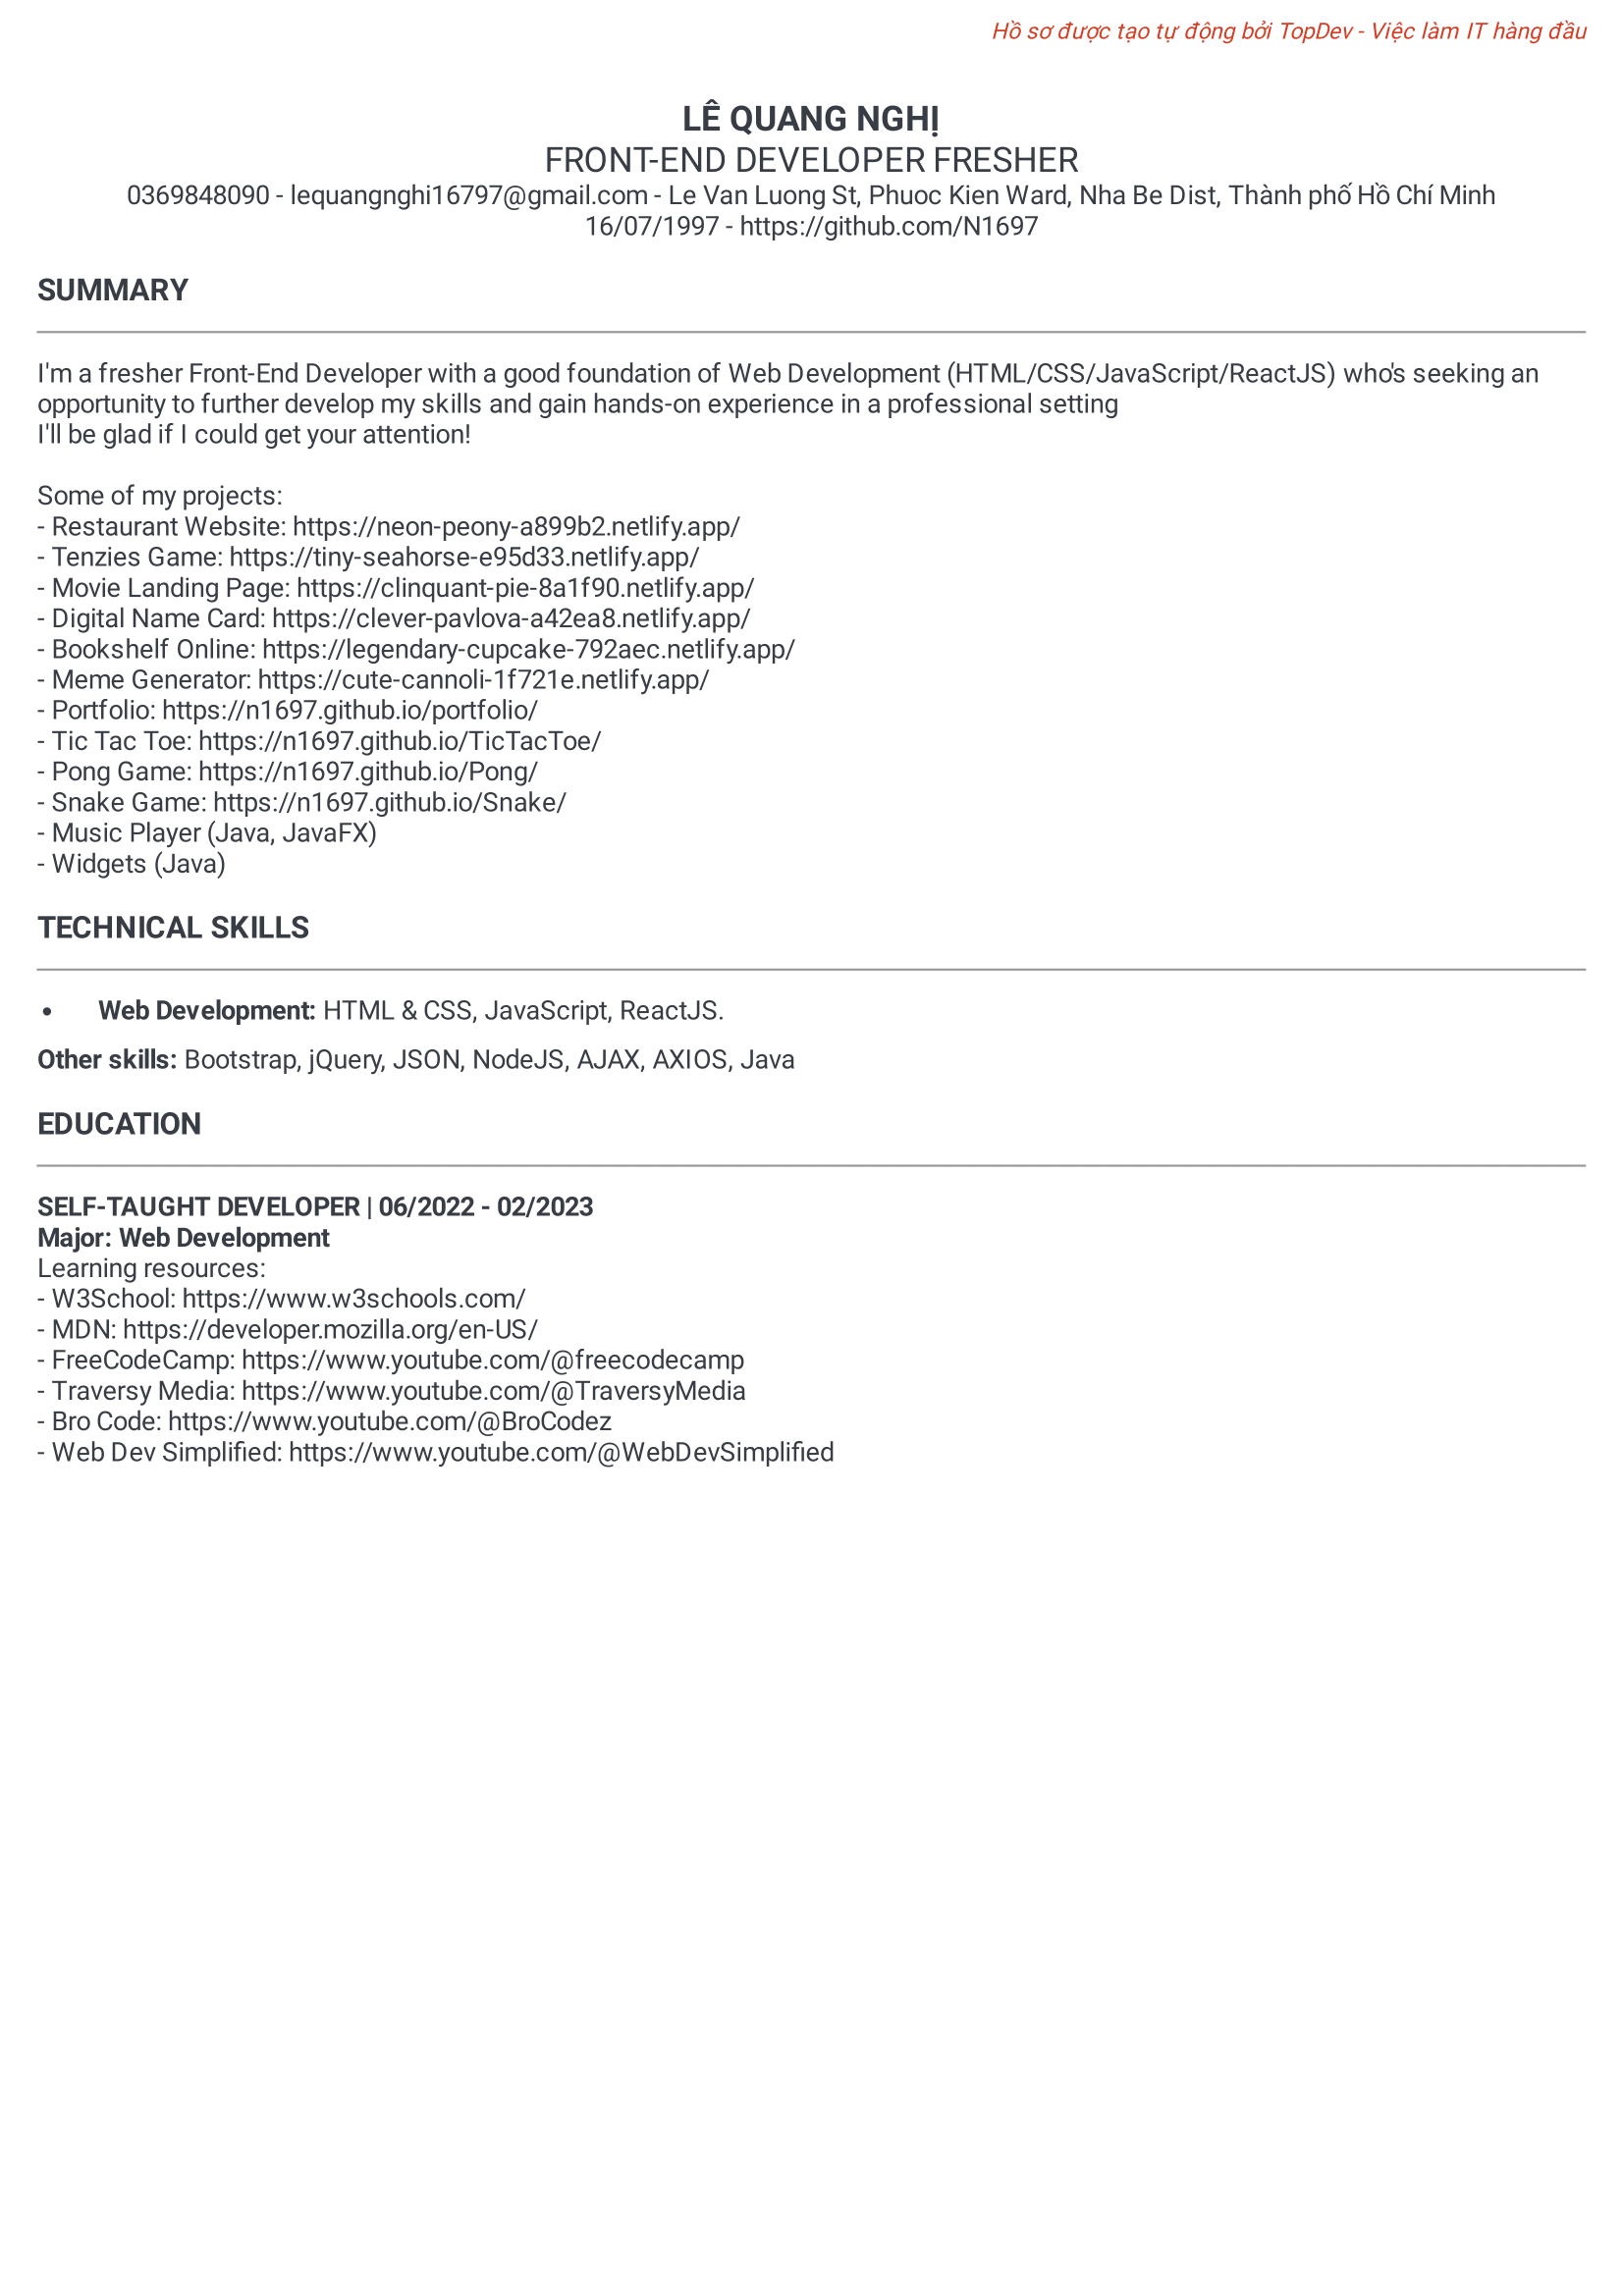 Hồ sơ được tạo tự động bởi TopDev - Việc làm IT hàng đầu
LÊ QUANG NGHỊ
FRONT-END DEVELOPER FRESHER
0369848090 - lequangnghi16797@gmail.com - Le Van Luong St, Phuoc Kien Ward, Nha Be Dist, Thành phố Hồ Chí Minh
16/07/1997 - https://github.com/N1697
SUMMARY
I'm a fresher Front-End Developer with a good foundation of Web Development (HTML/CSS/JavaScript/ReactJS) who's seeking an
opportunity to further develop my skills and gain hands-on experience in a professional setting
I'll be glad if I could get your attention!
Some of my projects:
- Restaurant Website: https://neon-peony-a899b2.netlify.app/
- Tenzies Game: https://tiny-seahorse-e95d33.netlify.app/
- Movie Landing Page: https://clinquant-pie-8a1f90.netlify.app/
- Digital Name Card: https://clever-pavlova-a42ea8.netlify.app/
- Bookshelf Online: https://legendary-cupcake-792aec.netlify.app/
- Meme Generator: https://cute-cannoli-1f721e.netlify.app/
- Portfolio: https://n1697.github.io/portfolio/
- Tic Tac Toe: https://n1697.github.io/TicTacToe/
- Pong Game: https://n1697.github.io/Pong/
- Snake Game: https://n1697.github.io/Snake/
- Music Player (Java, JavaFX)
- Widgets (Java)
TECHNICAL SKILLS
• Web Development: HTML & CSS, JavaScript, ReactJS.
Other skills: Bootstrap, jQuery, JSON, NodeJS, AJAX, AXIOS, Java
EDUCATION
SELF-TAUGHT DEVELOPER | 06/2022 - 02/2023
Major: Web Development
Learning resources:
- W3School: https://www.w3schools.com/
- MDN: https://developer.mozilla.org/en-US/
- FreeCodeCamp: https://www.youtube.com/@freecodecamp
- Traversy Media: https://www.youtube.com/@TraversyMedia
- Bro Code: https://www.youtube.com/@BroCodez
- Web Dev Simplified: https://www.youtube.com/@WebDevSimplified